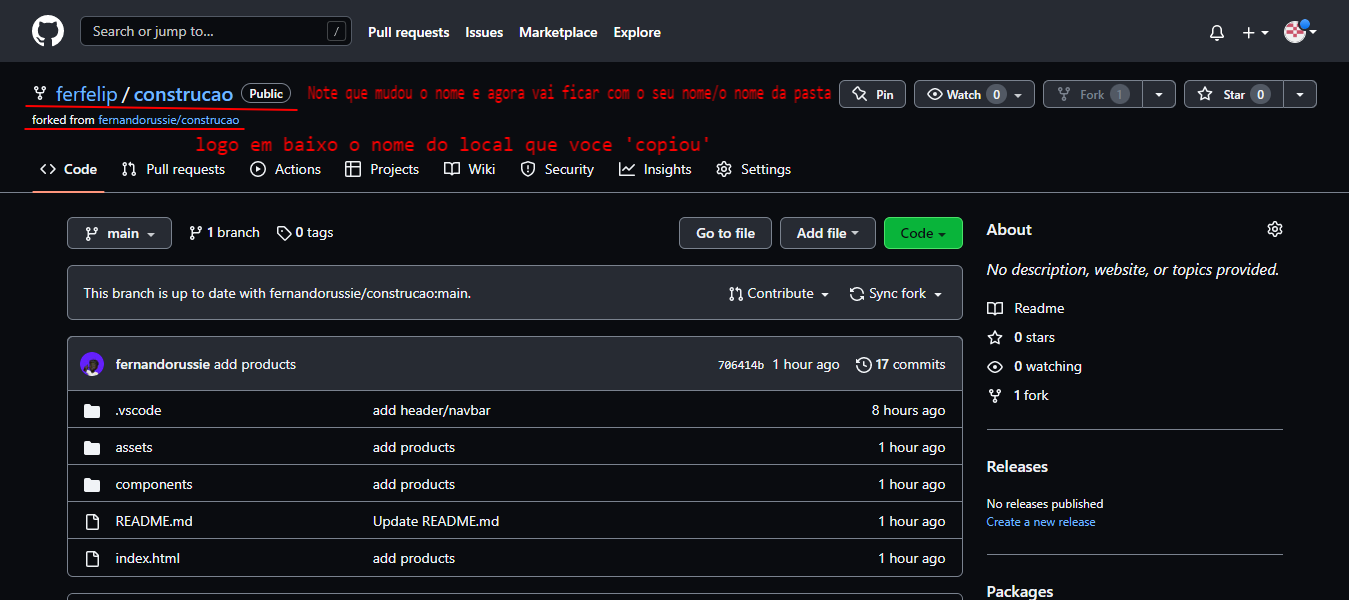 Search or jump to... /
Pull requests Issues Marketplace Explore
ferfelip / construcao Public
Note que mudou o nome e agora vai ficar com o seu nome/o nome da pasta
Pin Watch 0 Fork 1 Star 0
forked from fernandorussie/construcao
logo em baixo o nome do local que voce 'copiou'
Code Pull requests Actions Projects Wiki Security Insights Settings
main 1 branch 0 tags Go to file Add file Code
This branch is up to date with fernandorussie/construcao:main. Contribute Sync fork
fernandorussie add products 706414b 1 hour ago 17 commits
.vscode add header/navbar 8 hours ago
assets add products 1 hour ago
components add products 1 hour ago
README.md Update README.md 1 hour ago
index.html add products 1 hour ago
About
No description, website, or topics provided.
Readme
0 stars
0 watching
1 fork
Releases
No releases published
Create a new release
Packages